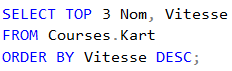 SELECT TOP 3 Nom, Vitesse
FROM Courses.Kart
ORDER BY Vitesse DESC;